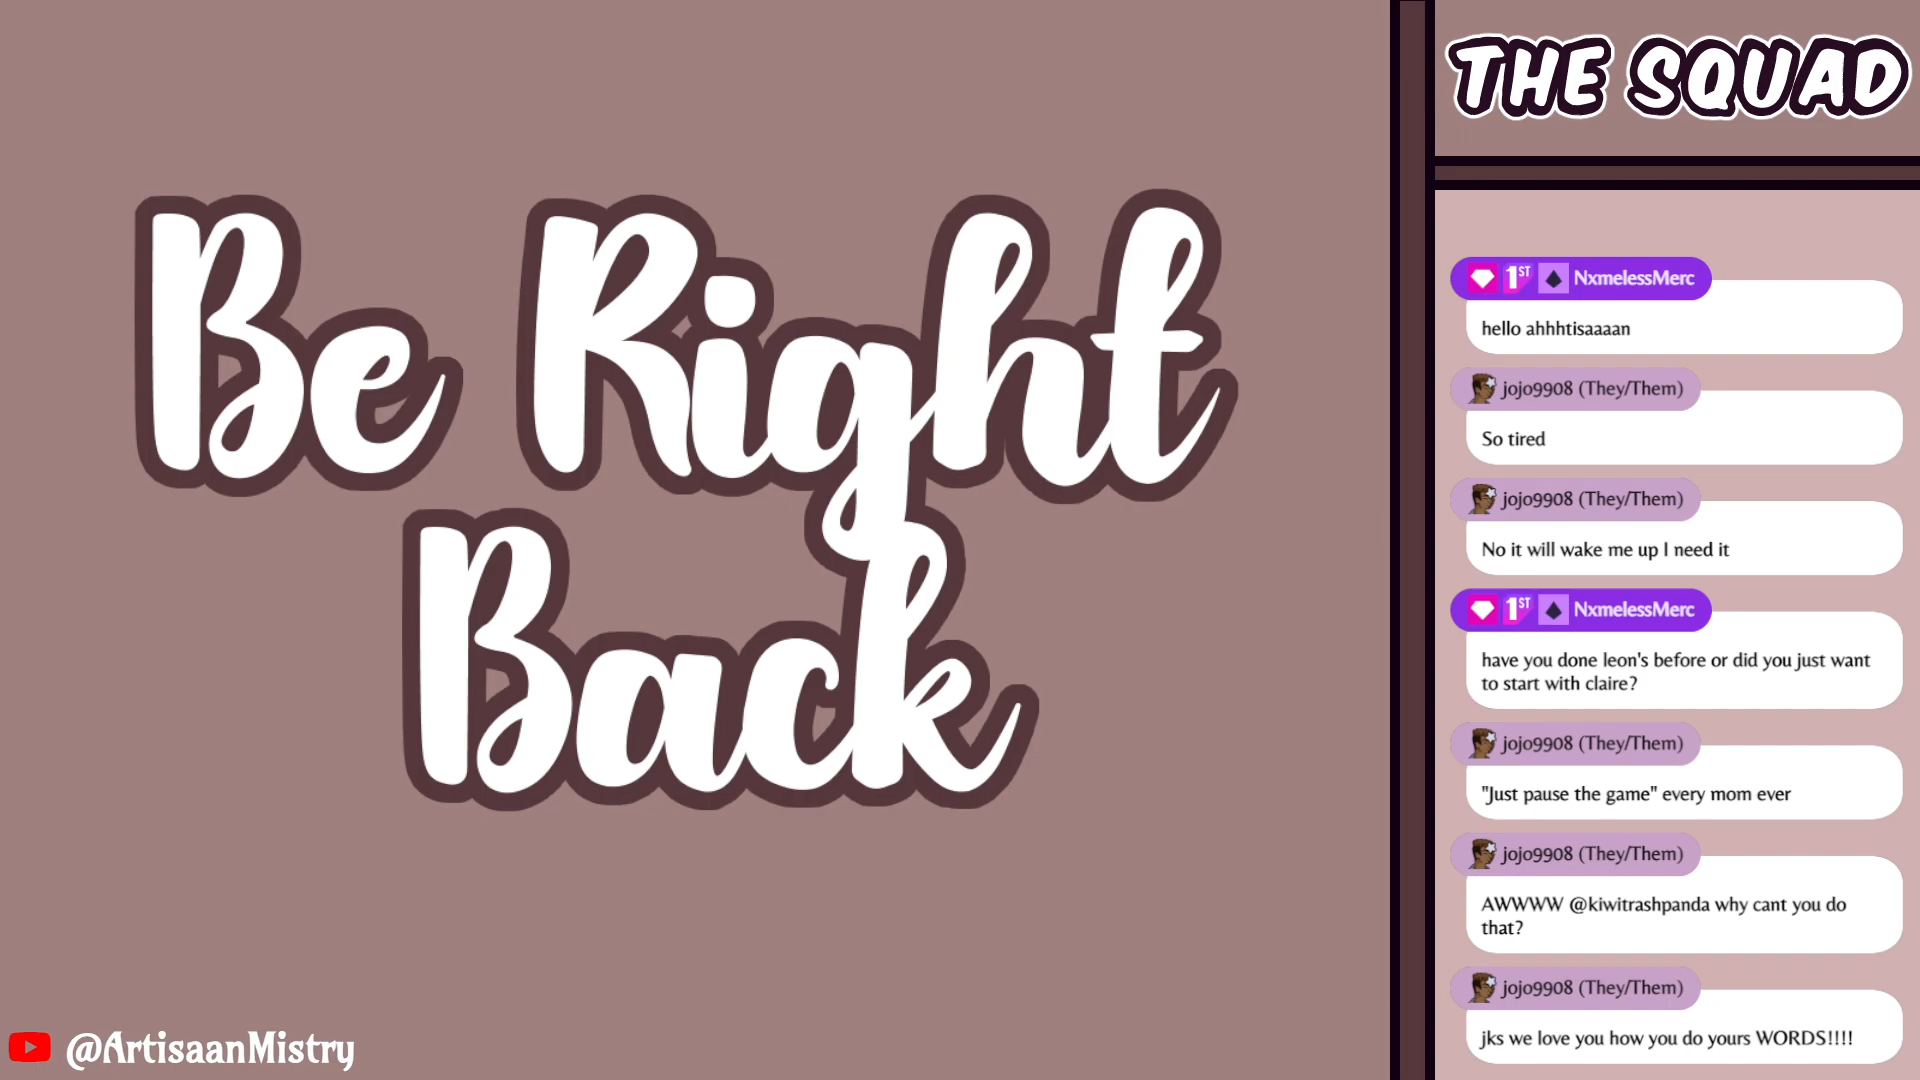 Be Right
Back
@ArtisaanMistry
THE SQUAD
1ST NxmelessMerc
hello ahhhtisaaaan
jojo9908 (They/Them)
So tired
jojo9908 (They/Them)
No it will wake me up I need it
1ST NxmelessMerc
have you done leon's before or did you just want
to start with claire?
jojo9908 (They/Them)
"Just pause the game" every mom ever
jojo9908 (They/Them)
AWWWW @kiwitrashpanda why cant you do
that?
jojo9908 (They/Them)
jks we love you how you do yours WORDS!!!!